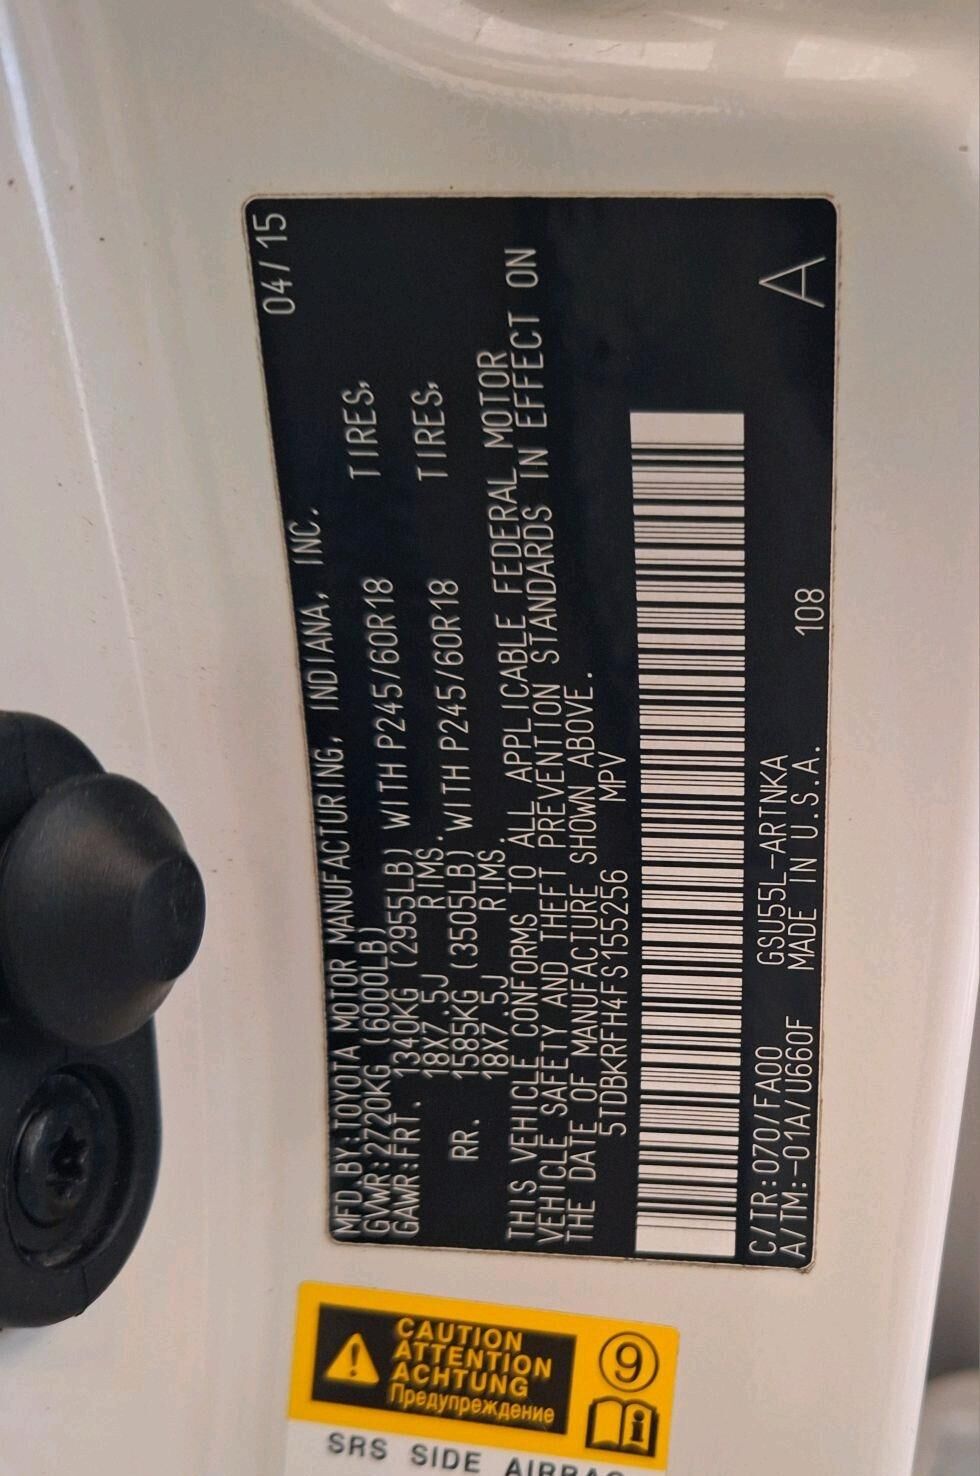 04/15
MFD.BY:TOYOTA MOTOR MANUFACTURING, INDIANA, INC.
GVWR:2720KG (6000LB)
GAWR:FRT. 1340KG (2955LB) WITH P245/60R18 TIRES,
18X7.5J RIMS.
RR. 1585KG (3505LB) WITH P245/60R18 TIRES,
18X7.5J RIMS.
THIS VEHICLE CONFORMS TO ALL APPLICABLE FEDERAL MOTOR
VEHICLE SAFETY AND THEFT PREVENTION STANDARDS IN EFFECT ON
THE DATE OF MANUFACTURE SHOWN ABOVE.
5TDBKRFH4FS155256 MPV
C/TR:070/FA00 GSU55L-ARTNKA
A/TM:-01A/U660F MADE IN U.S.A. 108 A
CAUTION
ATTENTION
ACHTUNG
Предупреждение
9
i
SRS SIDE AIRBAG